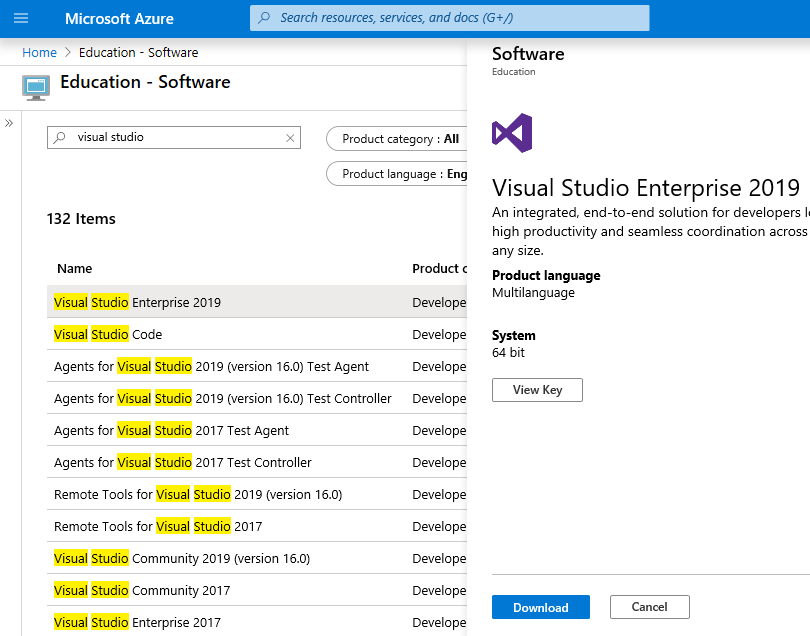 Microsoft Azure
Search resources, services, and docs (G+/)
Home > Education - Software
Education - Software
visual studio
Product category : All
Product language : Eng
132 Items
Name
Product c
Visual Studio Enterprise 2019
Develope
Visual Studio Code
Develope
Agents for Visual Studio 2019 (version 16.0) Test Agent
Develope
Agents for Visual Studio 2019 (version 16.0) Test Controller
Develope
Agents for Visual Studio 2017 Test Agent
Develope
Agents for Visual Studio 2017 Test Controller
Develope
Remote Tools for Visual Studio 2019 (version 16.0)
Develope
Remote Tools for Visual Studio 2017
Develope
Visual Studio Community 2019 (version 16.0)
Develope
Visual Studio Community 2017
Develope
Visual Studio Enterprise 2017
Develope
Software
Education
Visual Studio Enterprise 2019
An integrated, end-to-end solution for developers l
high productivity and seamless coordination across
any size.
Product language
Multilanguage
System
64 bit
View Key
Download
Cancel